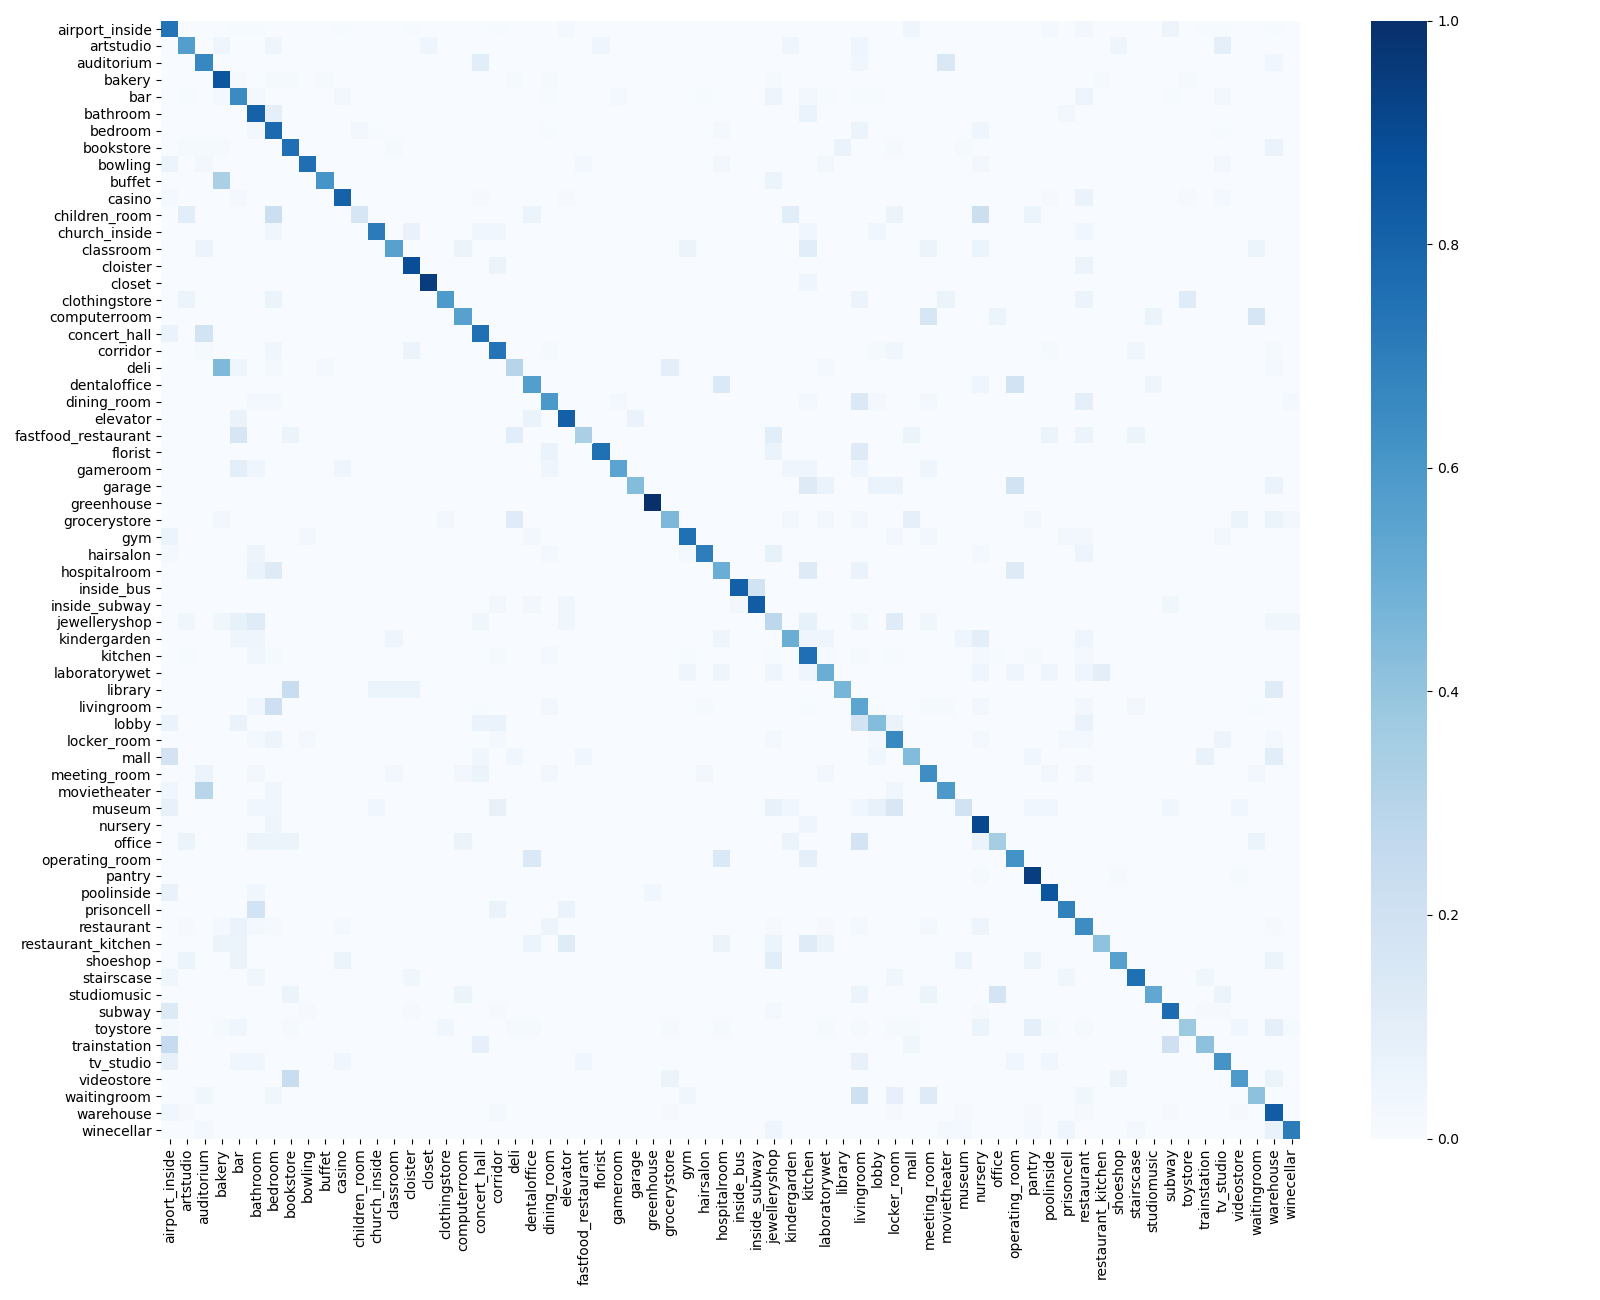 airport_inside
artstudio
auditorium
bakery
bar
bathroom
bedroom
bookstore
bowling
buffet
casino
children_room
church_inside
classroom
cloister
closet
clothingstore
computerroom
concert_hall
corridor
deli
dentaloffice
dining_room
elevator
fastfood_restaurant
florist
gameroom
garage
greenhouse
grocerystore
gym
hairsalon
hospitalroom
inside_bus
inside_subway
jewelleryshop
kindergarden
kitchen
laboratorywet
library
livingroom
lobby
locker_room
mall
meeting_room
movietheater
museum
nursery
office
operating_room
pantry
poolinside
prisoncell
restaurant
restaurant_kitchen
shoeshop
stairscase
studiomusic
subway
toystore
trainstation
tv_studio
videostore
waitingroom
warehouse
winecellar
airport_inside
artstudio
auditorium
bakery
bar
bathroom
bedroom
bookstore
bowling
buffet
casino
children_room
church_inside
classroom
cloister
closet
clothingstore
computerroom
concert_hall
corridor
deli
dentaloffice
dining_room
elevator
fastfood_restaurant
florist
gameroom
garage
greenhouse
grocerystore
gym
hairsalon
hospitalroom
inside_bus
inside_subway
jewelleryshop
kindergarden
kitchen
laboratorywet
library
livingroom
lobby
locker_room
mall
meeting_room
movietheater
museum
nursery
office
operating_room
pantry
poolinside
prisoncell
restaurant
restaurant_kitchen
shoeshop
stairscase
studiomusic
subway
toystore
trainstation
tv_studio
videostore
waitingroom
warehouse
winecellar
1.0
0.8
0.6
0.4
0.2
0.0